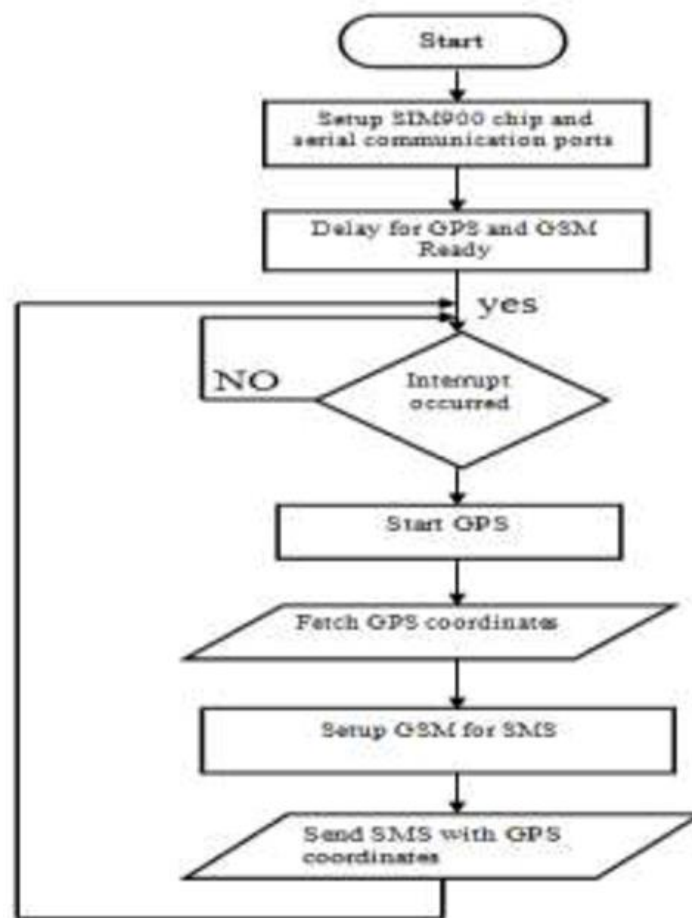 Start
Setup SIM900 chip and
serial communication ports
Delay for GPS and GSM
Ready
yes
NO
Interrupt
occurred
Start GPS
Fetch GPS coordinates
Setup GSM for SMS
Send SMS with GPS
coordinates